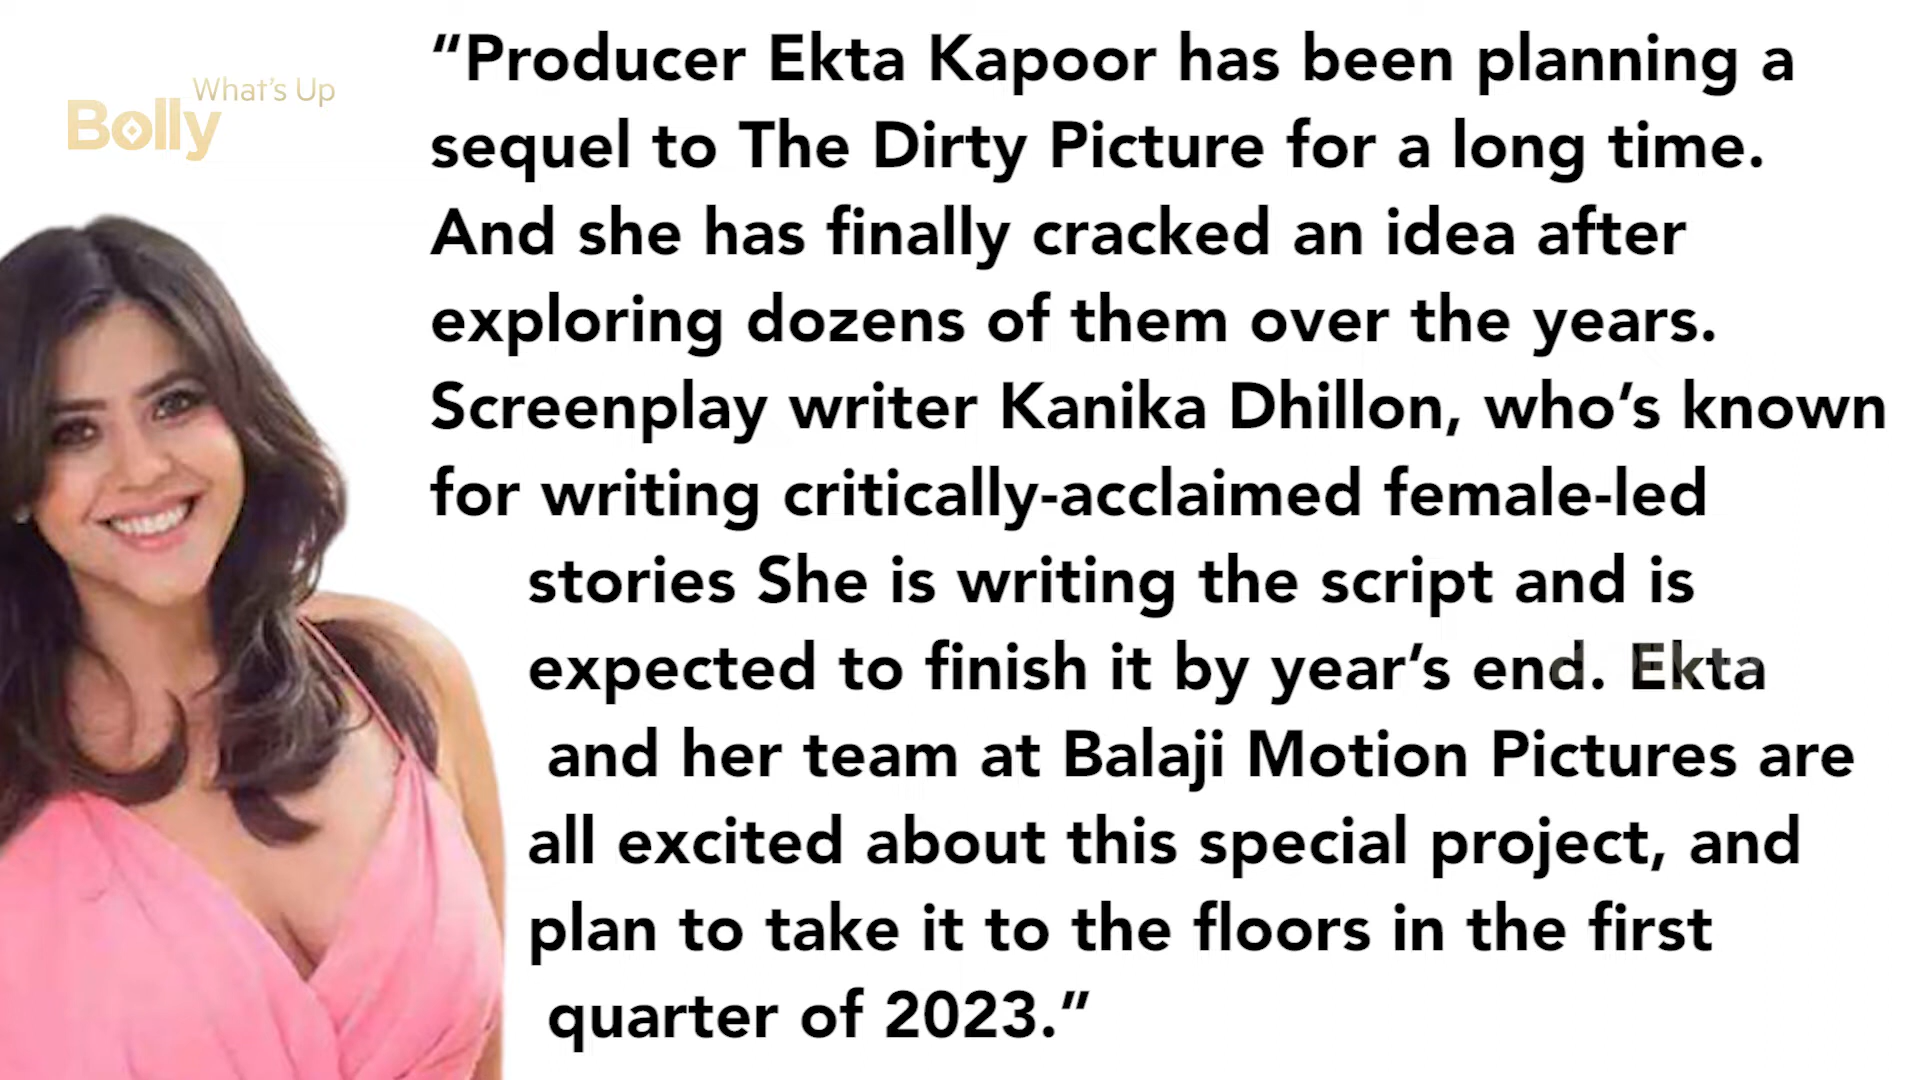 What's Up
Bolly
“Producer Ekta Kapoor has been planning a
sequel to The Dirty Picture for a long time.
And she has finally cracked an idea after
exploring dozens of them over the years.
Screenplay writer Kanika Dhillon, who’s known
for writing critically-acclaimed female-led
stories She is writing the script and is
expected to finish it by year’s end. Ekta
and her team at Balaji Motion Pictures are
all excited about this special project, and
plan to take it to the floors in the first
quarter of 2023.”